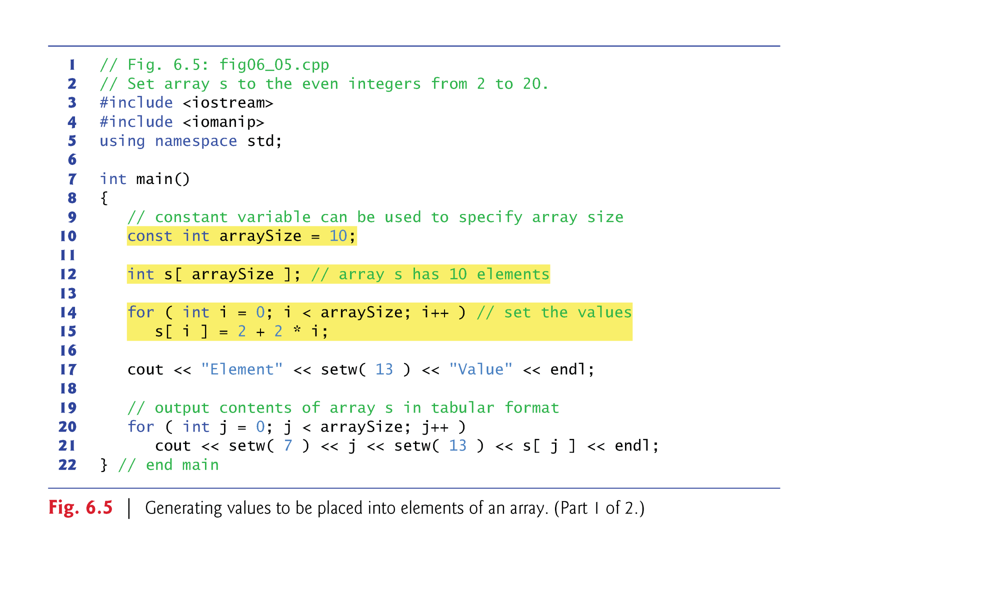 1 // Fig. 6.5: fig06_05.cpp
2 // Set array s to the even integers from 2 to 20.
3 #include <iostream>
4 #include <iomanip>
5 using namespace std;
6
7 int main()
8 {
9    // constant variable can be used to specify array size
10    const int arraySize = 10;
11
12    int s[ arraySize ]; // array s has 10 elements
13
14    for ( int i = 0; i < arraySize; i++ ) // set the values
15       s[ i ] = 2 + 2 * i;
16
17    cout << "Element" << setw( 13 ) << "Value" << endl;
18
19    // output contents of array s in tabular format
20    for ( int j = 0; j < arraySize; j++ )
21       cout << setw( 7 ) << j << setw( 13 ) << s[ j ] << endl;
22 } // end main
Fig. 6.5 | Generating values to be placed into elements of an array. (Part 1 of 2.)